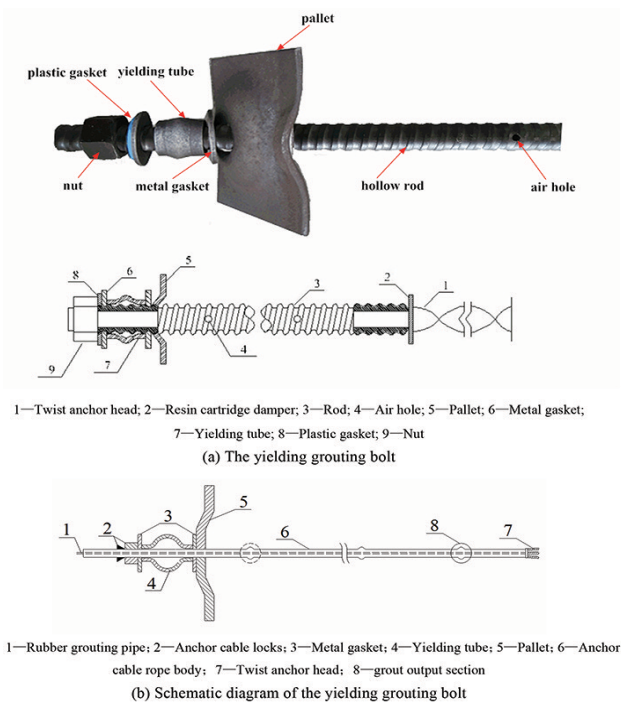 pallet
plastic gasket yielding tube
nut
metal gasket
hollow rod
air hole
8
6
5
3
2
1
4
7
9
1—Twist anchor head; 2—Resin cartridge damper; 3—Rod; 4—Air hole; 5—Pallet; 6—Metal gasket;
7—Yielding tube; 8—Plastic gasket; 9—Nut
(a) The yielding grouting bolt
1
2
3
5
6
8
7
4
1—Rubber grouting pipe; 2—Anchor cable locks; 3—Metal gasket; 4—Yielding tube; 5—Pallet; 6—Anchor
cable rope body; 7—Twist anchor head; 8—grout output section
(b) Schematic diagram of the yielding grouting bolt